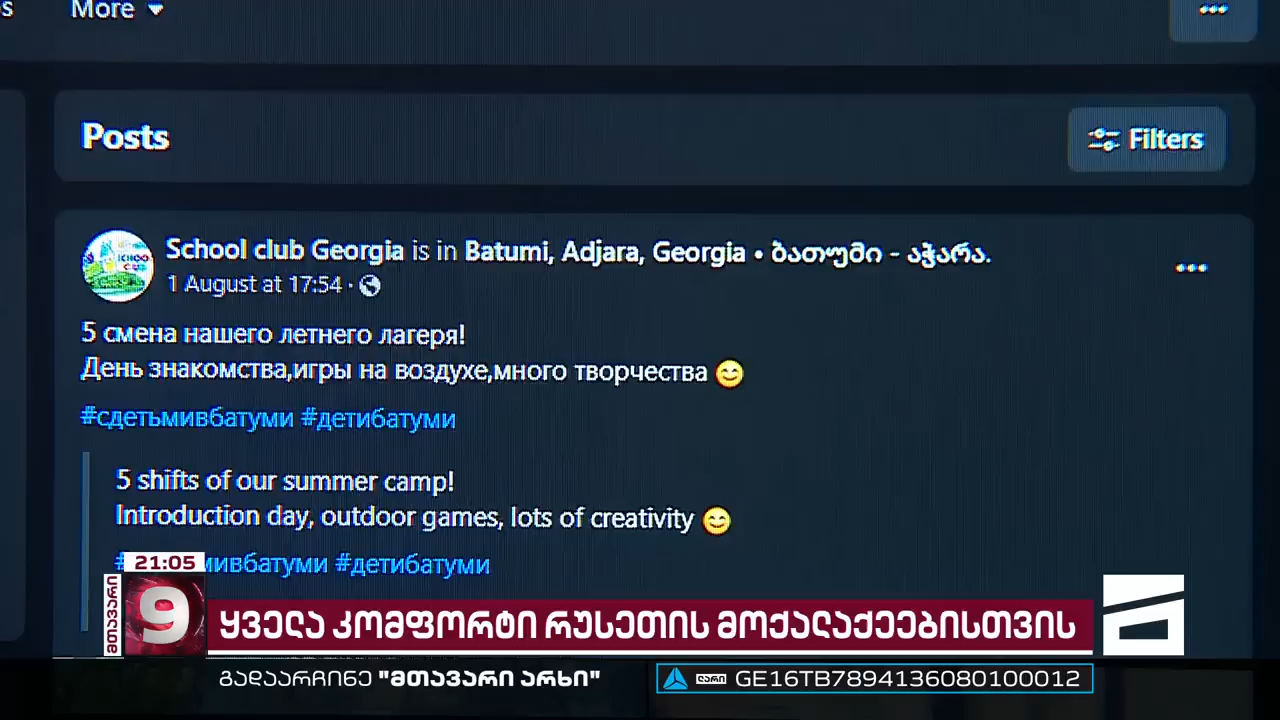 s
More
Posts
Filters
School club Georgia is in Batumi, Adjara, Georgia • ბათუმი - აჭარა.
1 August at 17:54 ·
5 смена нашего летнего лагеря!
День знакомства,игры на воздухе,много творчества 😊
#сдетьмивбатуми #детибатуми
5 shifts of our summer camp!
Introduction day, outdoor games, lots of creativity 😊
#мивбатуми #детибатуми
21:05
მთავარი
9
ყველა კომფორტი რუსეთის მოქალაქეებისთვის
გადაარჩინე "მთავარი არხი"
ლარი GE16TB7894136080100012